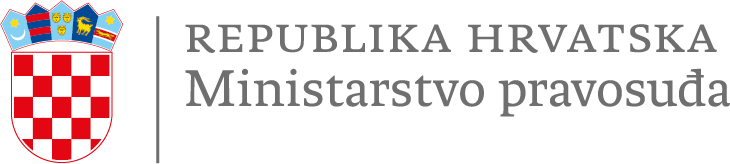 REPUBLIKA HRVATSKA
Ministarstvo pravosuđa